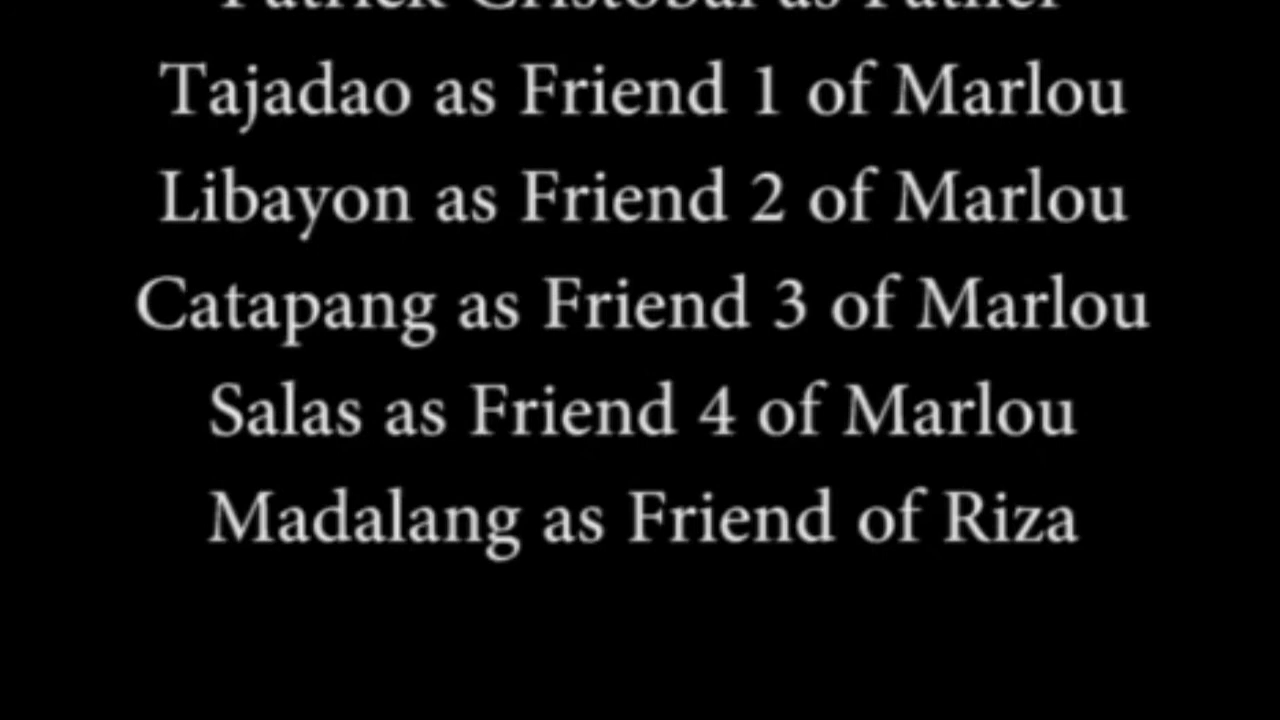 Patrick Cristobal as Father
Tajadao as Friend 1 of Marlou
Libayon as Friend 2 of Marlou
Catapang as Friend 3 of Marlou
Salas as Friend 4 of Marlou
Madalang as Friend of Riza